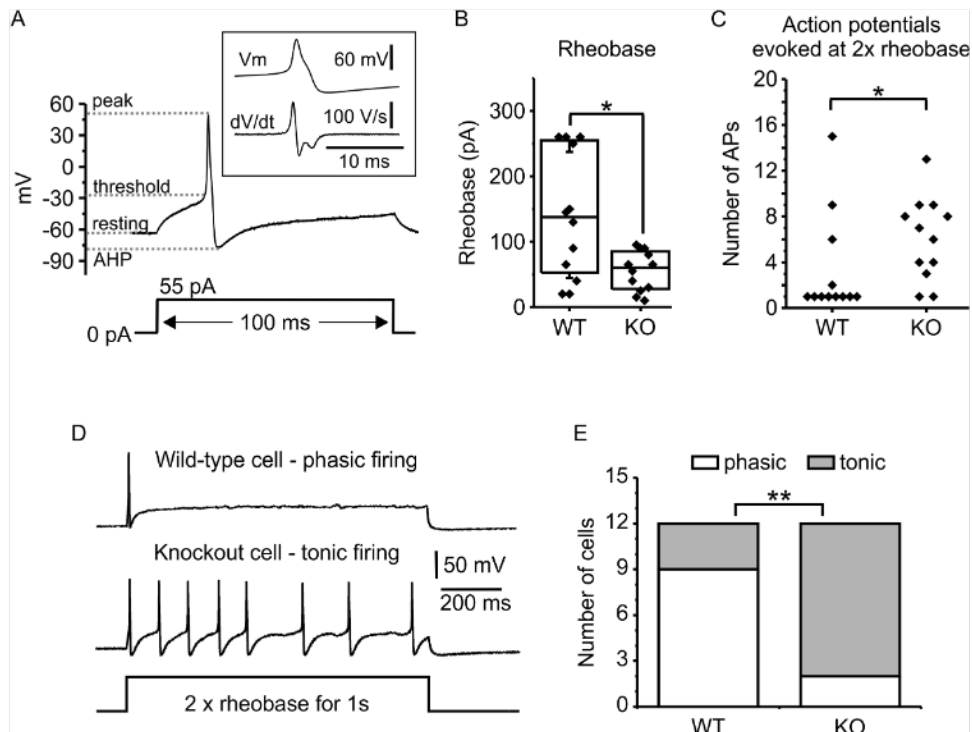 A
mV
60
30
0
-30
-60
-90
peak
threshold
resting
AHP
Vm
60 mV
dV/dt
100 V/s
10 ms
55 pA
0 pA
100 ms
B
Rheobase
Rheobase (pA)
300
200
100
0
*
WT
KO
C
Action potentials
evoked at 2x rheobase
Number of APs
20
16
12
8
4
0
*
WT
KO
D
Wild-type cell - phasic firing
Knockout cell - tonic firing
50 mV
200 ms
2 x rheobase for 1s
E
phasic
tonic
Number of cells
15
12
9
6
3
0
**
WT
KO